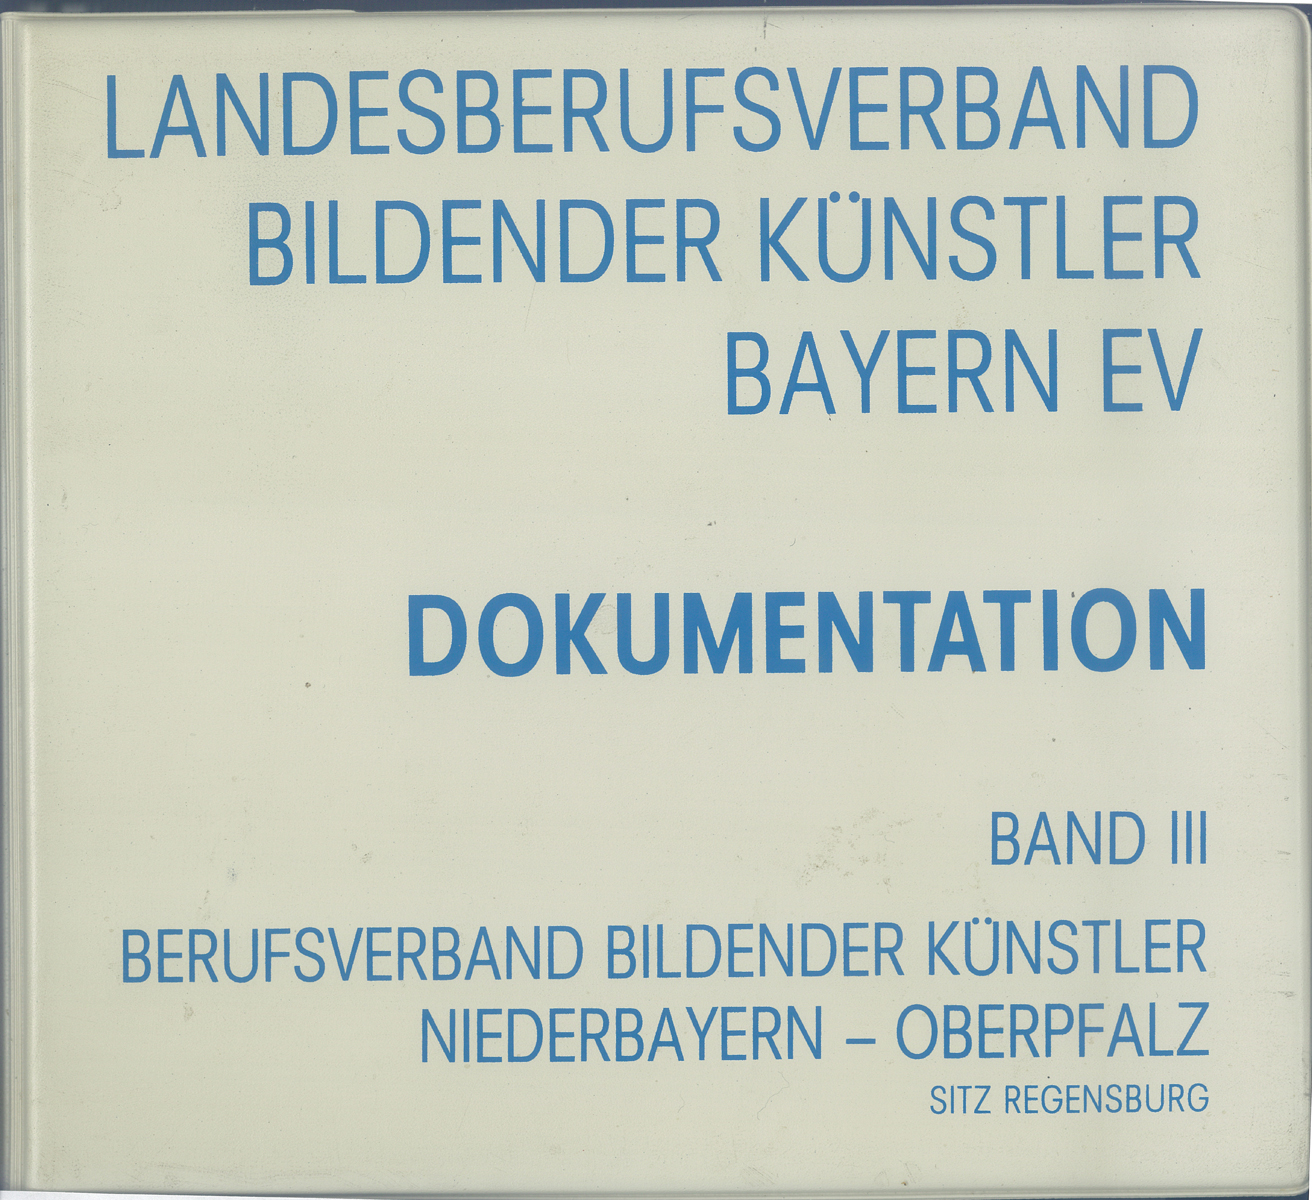 LANDESBERUFSVERBAND
BILDENDER KÜNSTLER
BAYERN EV
DOKUMENTATION
BAND III
BERUFSVERBAND BILDENDER KÜNSTLER
NIEDERBAYERN – OBERPFALZ
SITZ REGENSBURG